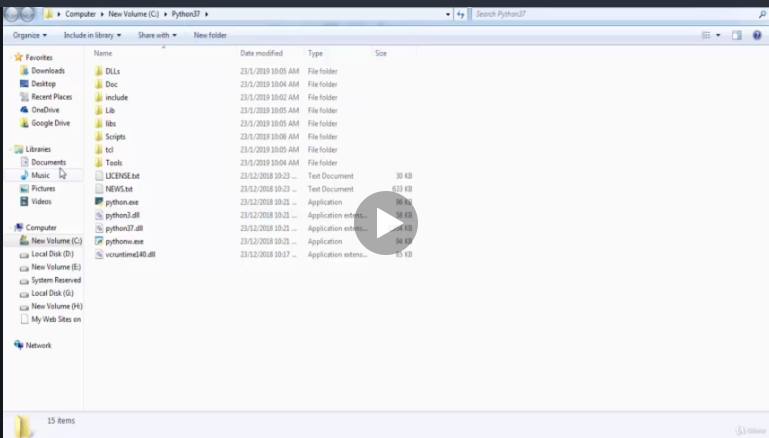 Computer ▸ New Volume (C:) ▸ Python37 ▸ Search Python37
Organize Include in library Share with New folder
Name Date modified Type Size
Favorites
Downloads
Desktop
Recent Places
OneDrive
Google Drive
Libraries
Documents
Music
Pictures
Videos
Computer
New Volume (C:)
Local Disk (D:)
New Volume (E:)
System Reserved
Local Disk (G:)
New Volume (H:)
My Web Sites on
Network
DLLs 23/1/2019 10:05 AM File folder
Doc 23/1/2019 10:04 AM File folder
include 23/1/2019 10:02 AM File folder
Lib 23/1/2019 10:05 AM File folder
libs 23/1/2019 10:05 AM File folder
Scripts 23/1/2019 10:06 AM File folder
tcl 23/1/2019 10:05 AM File folder
Tools 23/1/2019 10:04 AM File folder
LICENSE.txt 23/12/2018 10:23 ... Text Document 30 KB
NEWS.txt 23/12/2018 10:23 ... Text Document 633 KB
python.exe 23/12/2018 10:21 ... Application 96 KB
python3.dll 23/12/2018 10:21 ... Application exten... 58 KB
python37.dll 23/12/2018 10:21 ... Application exten... KB
pythonw.exe 23/12/2018 10:21 ... Application 94 KB
vcruntime140.dll 23/12/2018 10:17 ... Application exten... 85 KB
15 items
Udemy